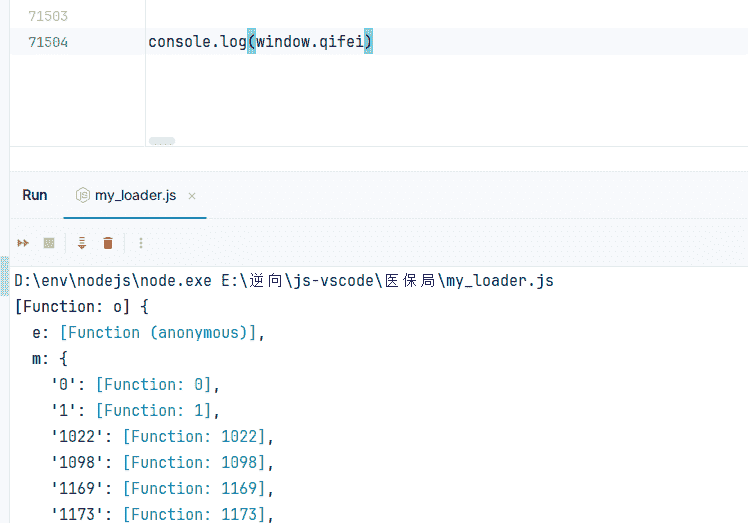 71503
71504 console.log(window.qifei)
Run my_loader.js ×
D:\env\nodejs\node.exe E:\逆向\js-vscode\医保局\my_loader.js
[Function: o] {
e: [Function (anonymous)],
m: {
'0': [Function: 0],
'1': [Function: 1],
'1022': [Function: 1022],
'1098': [Function: 1098],
'1169': [Function: 1169],
'1173': [Function: 1173],